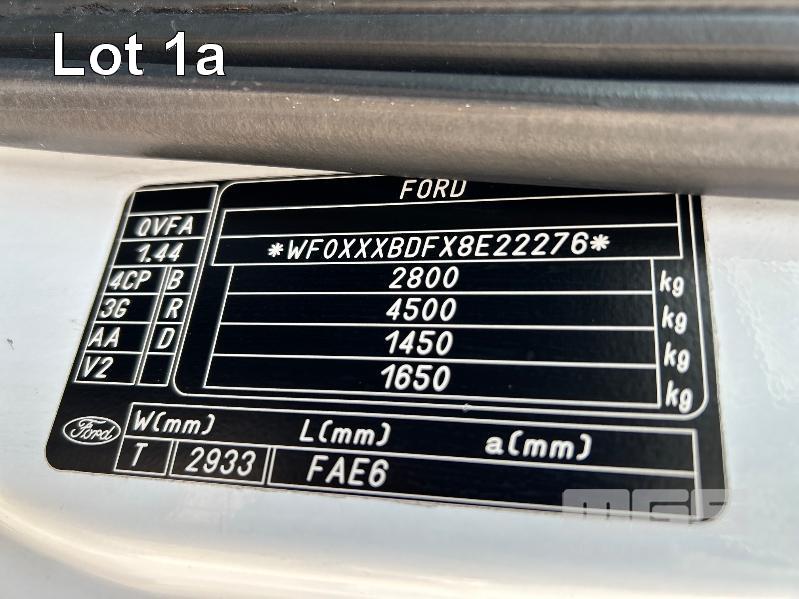 Lot 1a
FORD
QVFA
1.44
*WF0XXXBDFX8E22276*
4CP B 2800 kg
3G R 4500 kg
AA D 1450 kg
V2 1650 kg
Ford W(mm) L(mm) a(mm)
T 2933 FAE6